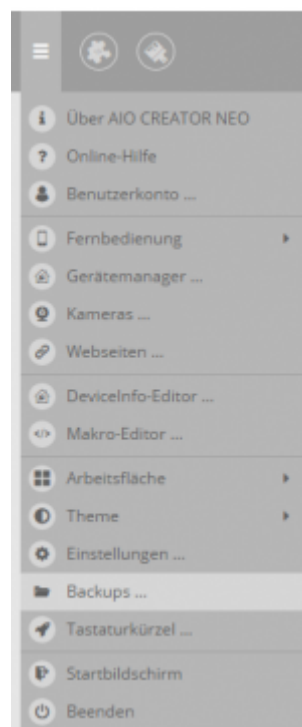 Über AIO CREATOR NEO
Online-Hilfe
Benutzerkonto ...
Fernbedienung
Gerätemanager ...
Kameras ...
Webseiten ...
DeviceInfo-Editor ...
Makro-Editor ...
Arbeitsfläche
Theme
Einstellungen ...
Backups ...
Tastaturkürzel ...
Startbildschirm
Beenden